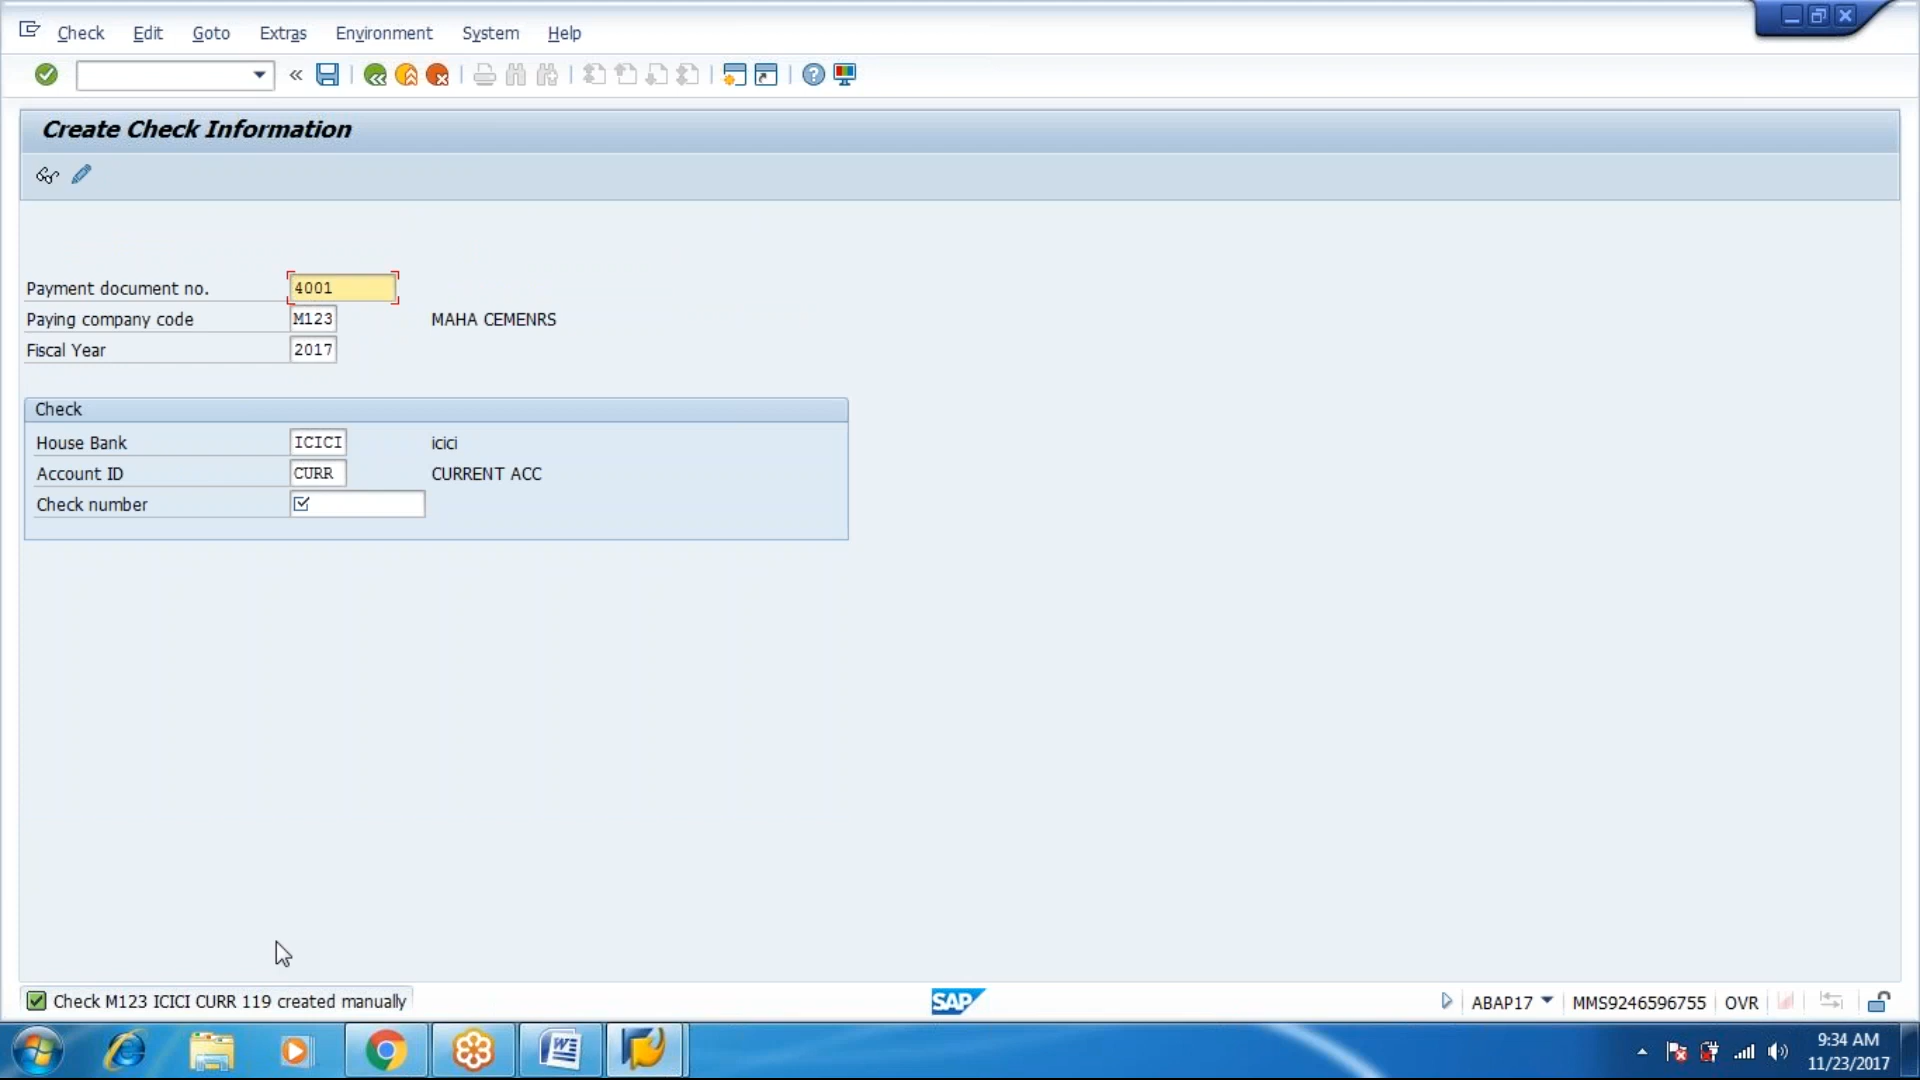 Check Edit Goto Extras Environment System Help
Create Check Information
Payment document no. 4001
Paying company code M123 MAHA CEMENRS
Fiscal Year 2017
Check
House Bank ICICI icici
Account ID CURR CURRENT ACC
Check number
Check M123 ICICI CURR 119 created manually
SAP
ABAP17 MMS9246596755 OVR
9:34 AM
11/23/2017